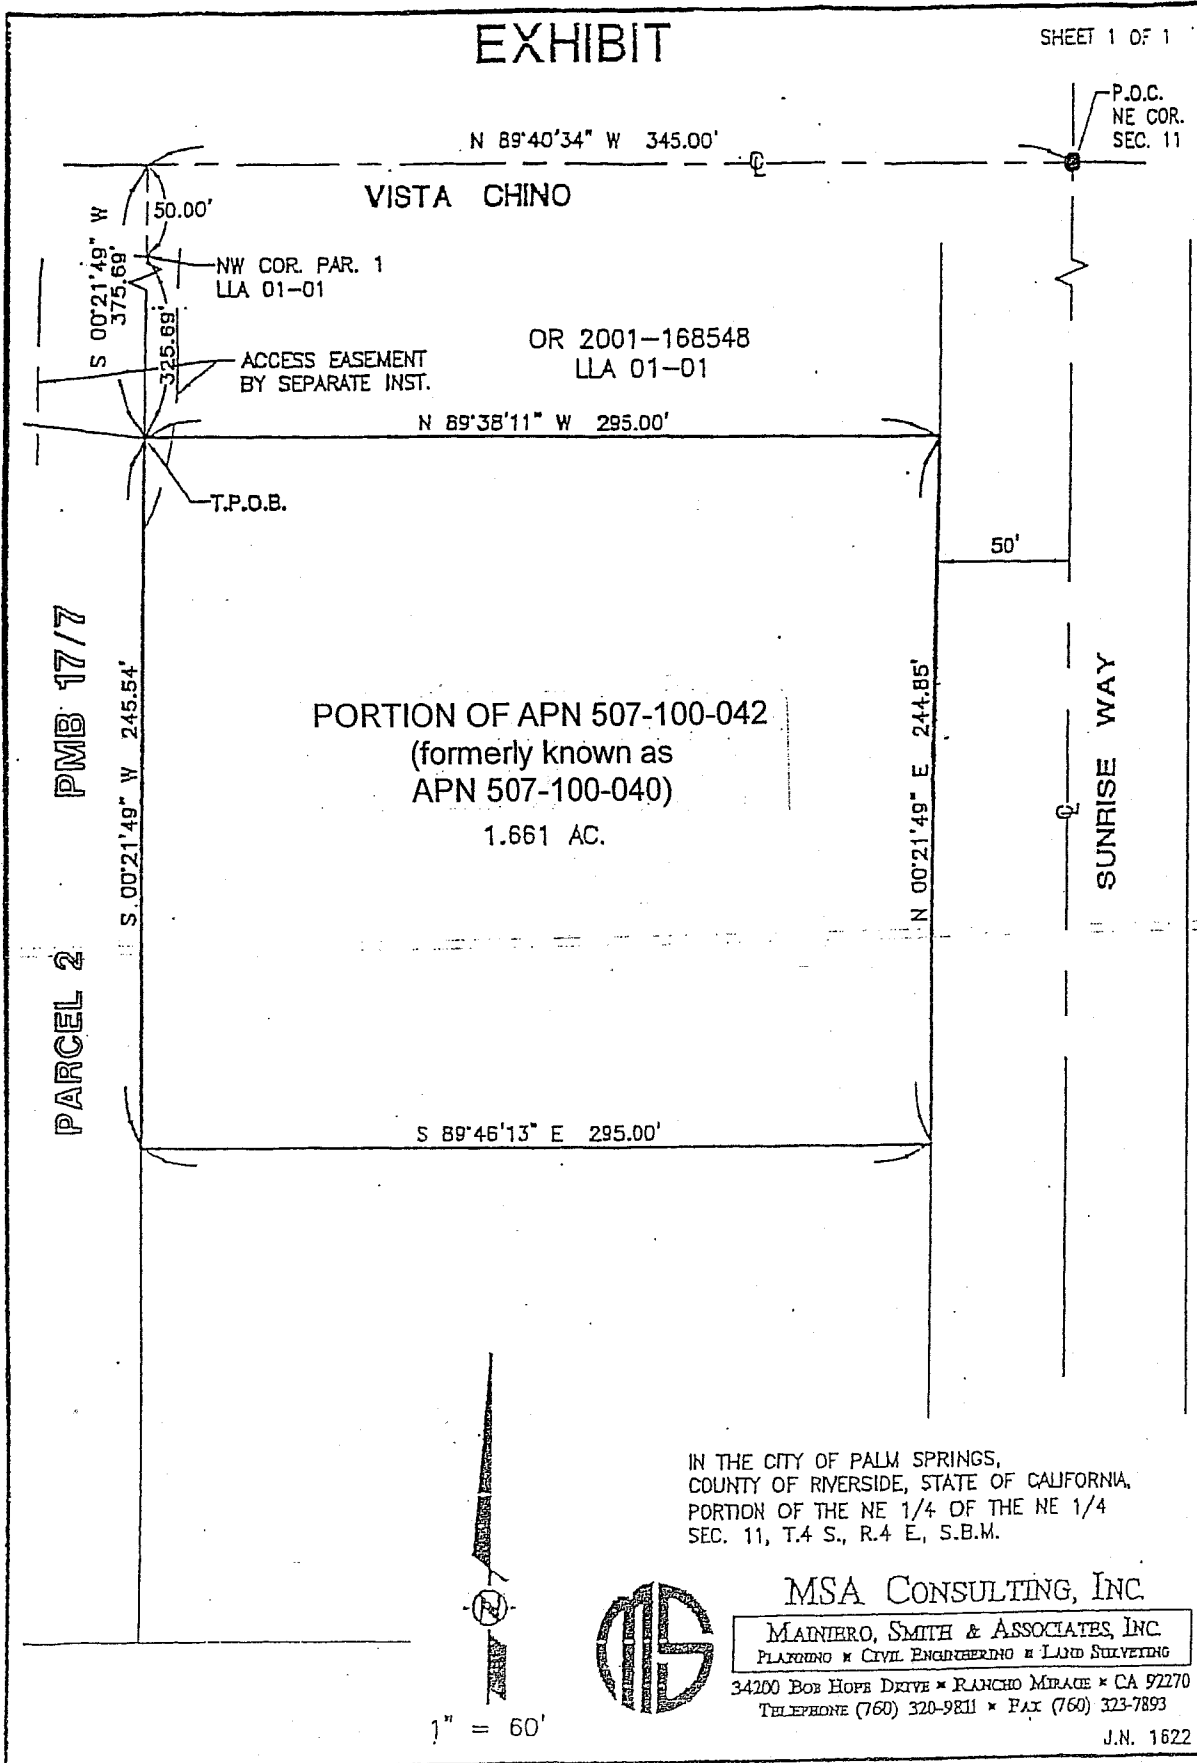 EXHIBIT
SHEET 1 OF 1
P.O.C.
NE COR.
SEC. 11
N 89°40'34" W 345.00'
VISTA CHINO
50.00'
S 00°21'49" W
375.69'
NW COR. PAR. 1
LLA 01-01
325.69'
ACCESS EASEMENT
BY SEPARATE INST.
OR 2001-168548
LLA 01-01
N 89°38'11" W 295.00'
T.P.O.B.
50'
PARCEL 2 PMB 17/7
S 00°21'49" W 245.54'
PORTION OF APN 507-100-042
(formerly known as
APN 507-100-040)
1.661 AC.
N 00°21'49" E 244.85'
SUNRISE WAY
S 89°46'13" E 295.00'
IN THE CITY OF PALM SPRINGS,
COUNTY OF RIVERSIDE, STATE OF CALIFORNIA,
PORTION OF THE NE 1/4 OF THE NE 1/4
SEC. 11, T.4 S., R.4 E., S.B.M.
MSA CONSULTING, INC.
MAINIERO, SMITH & ASSOCIATES, INC.
PLANNING ■ CIVIL ENGINEERING ■ LAND SURVEYING
34200 BOB HOPE DRIVE ■ RANCHO MIRAGE ■ CA 92270
TELEPHONE (760) 320-9811 ■ FAX (760) 323-7893
1" = 60'
J.N. 1622